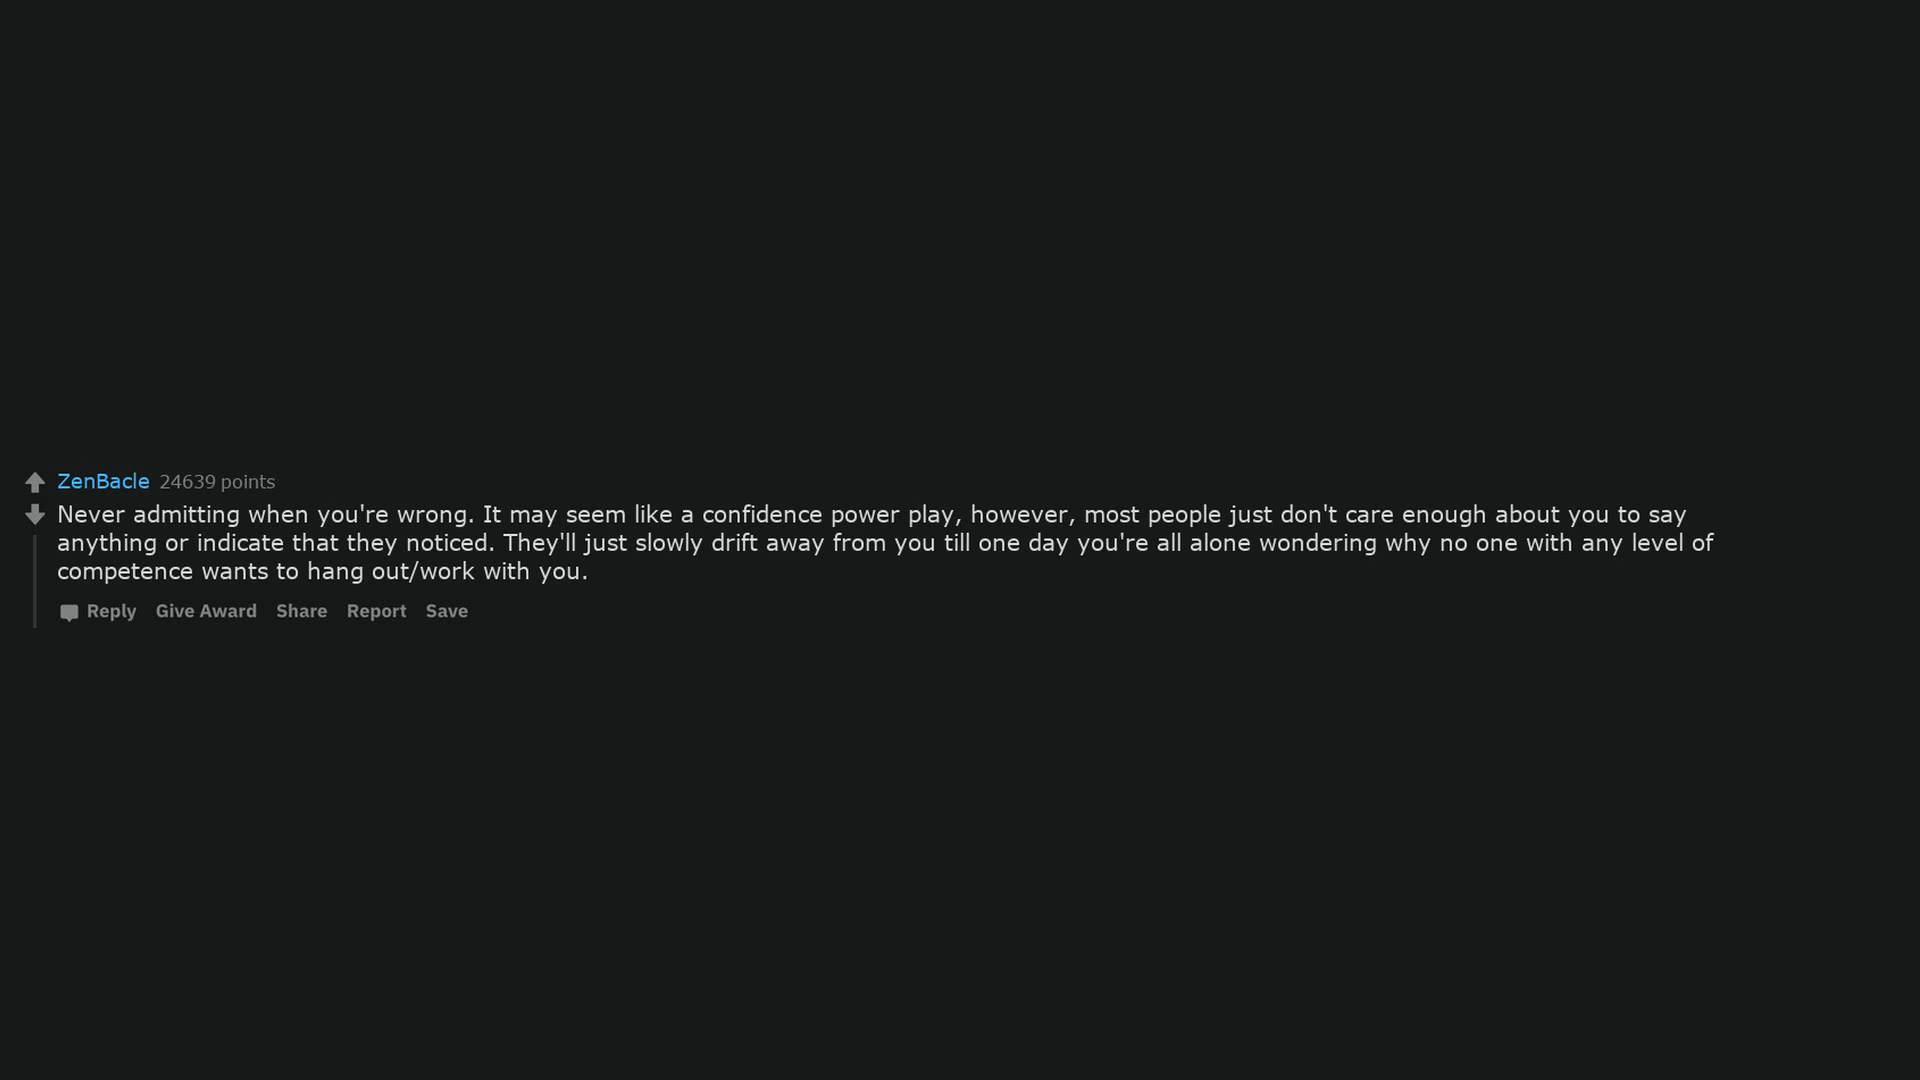 ZenBacle 24639 points
Never admitting when you're wrong. It may seem like a confidence power play, however, most people just don't care enough about you to say
anything or indicate that they noticed. They'll just slowly drift away from you till one day you're all alone wondering why no one with any level of
competence wants to hang out/work with you.
Reply Give Award Share Report Save